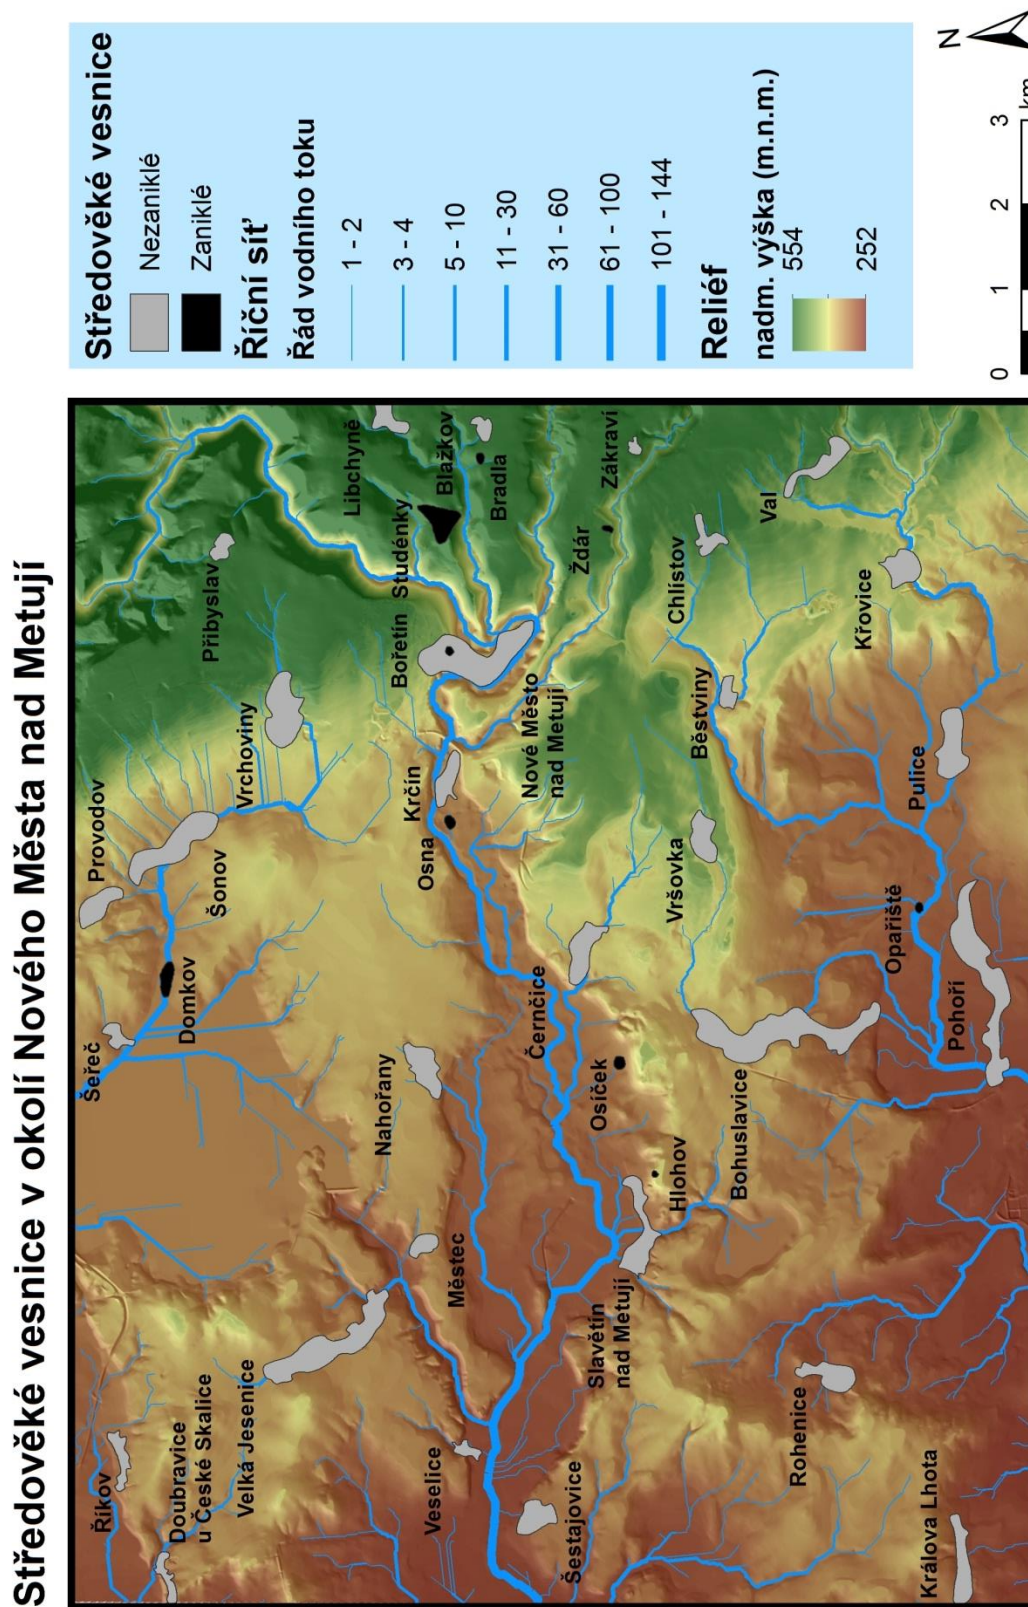 Středověké vesnice v okolí Nového Města nad Metují
Říkov
Doubravice
u České Skalice
Velká Jesenice
Veselice
Šestajovice
Rohenice
Králova Lhota
Městec
Slavětín
nad Metují
Nahořany
Hlohov
Bohuslavice
Šeřeč
Domkov
Osíček
Černčice
Pohoří
Opařiště
Provodov
Šonov
Osna
Krčín
Vršovka
Pulice
Vrchoviny
Nové Město
nad Metují
Běstviny
Přibyslav
Bořetín
Studénky
Ždár
Chlístov
Křovice
Libchyně
Blažkov
Bradla
Zákraví
Val
Středověké vesnice
Nezaniklé
Zaniklé
Říční síť
Řád vodního toku
1 - 2
3 - 4
5 - 10
11 - 30
31 - 60
61 - 100
101 - 144
Reliéf
nadm. výška (m.n.m.)
554
252
N
0 1 2 3
km